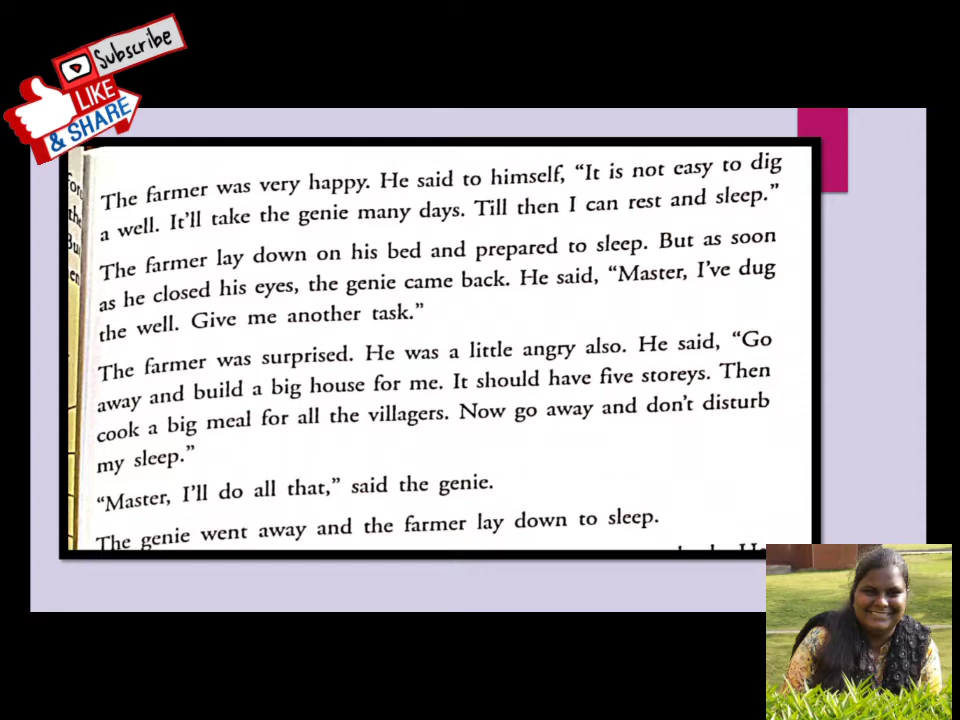 Subscribe
LIKE
& SHARE
The farmer was very happy. He said to himself, “It is not easy to dig
a well. It’ll take the genie many days. Till then I can rest and sleep.”
The farmer lay down on his bed and prepared to sleep. But as soon
as he closed his eyes, the genie came back. He said, “Master, I’ve dug
the well. Give me another task.”
The farmer was surprised. He was a little angry also. He said, “Go
away and build a big house for me. It should have five storeys. Then
cook a big meal for all the villagers. Now go away and don’t disturb
my sleep.”
“Master, I’ll do all that,” said the genie.
The genie went away and the farmer lay down to sleep.